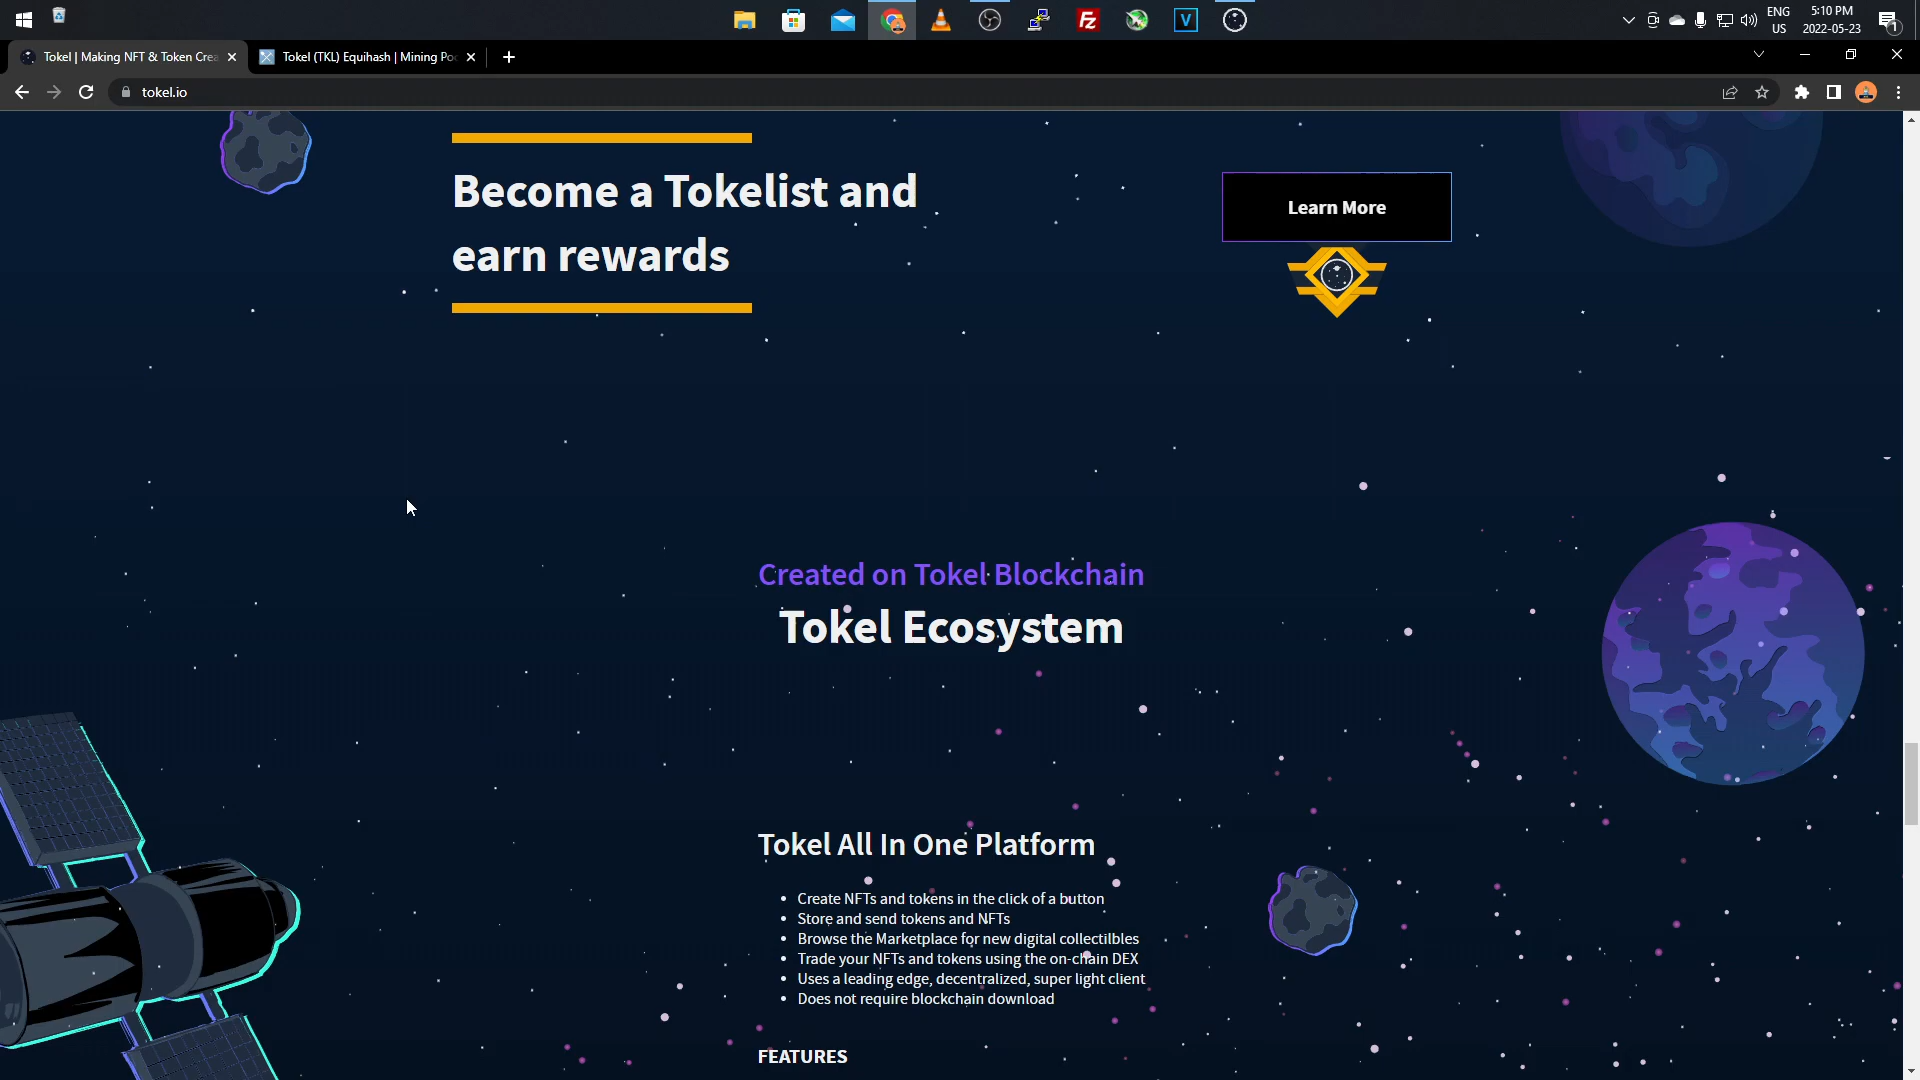 ENG
US
5:10 PM
2022-05-23
1
Fz
V
Tokel | Making NFT & Token Crea
Tokel (TKL) Equihash | Mining Poo
tokel.io
Become a Tokelist and
earn rewards
Learn More
Created on Tokel Blockchain
Tokel Ecosystem
Tokel All In One Platform
• Create NFTs and tokens in the click of a button
• Store and send tokens and NFTs
• Browse the Marketplace for new digital collectilbles
• Trade your NFTs and tokens using the on-chain DEX
• Uses a leading edge, decentralized, super light client
• Does not require blockchain download
FEATURES